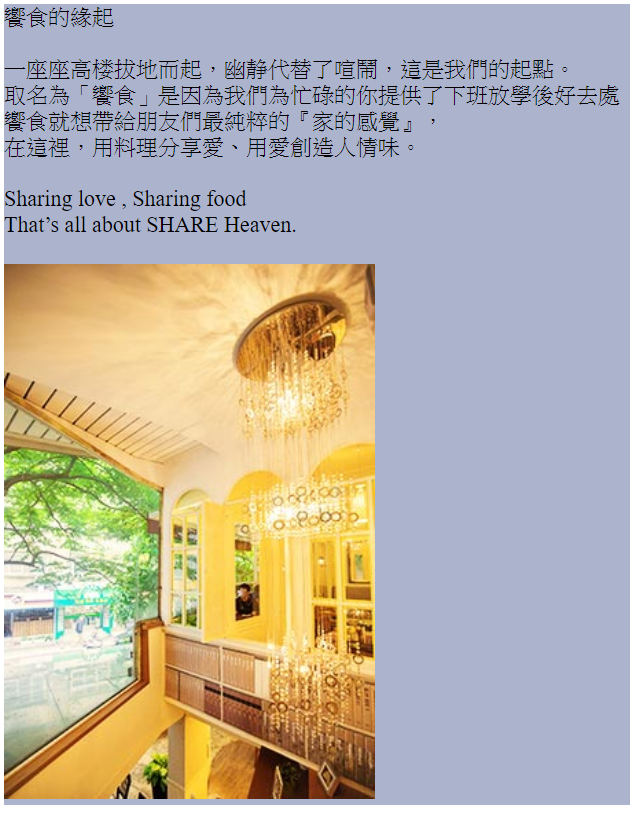 饗食的緣起
一座座高楼拔地而起，幽静代替了喧鬧，這是我們的起點。
取名為「饗食」是因為我們為忙碌的你提供了下班放學後好去處
饗食就想帶給朋友們最純粹的『家的感覺』，
在這裡，用料理分享愛、用愛創造人情味。
Sharing love , Sharing food
That’s all about SHARE Heaven.